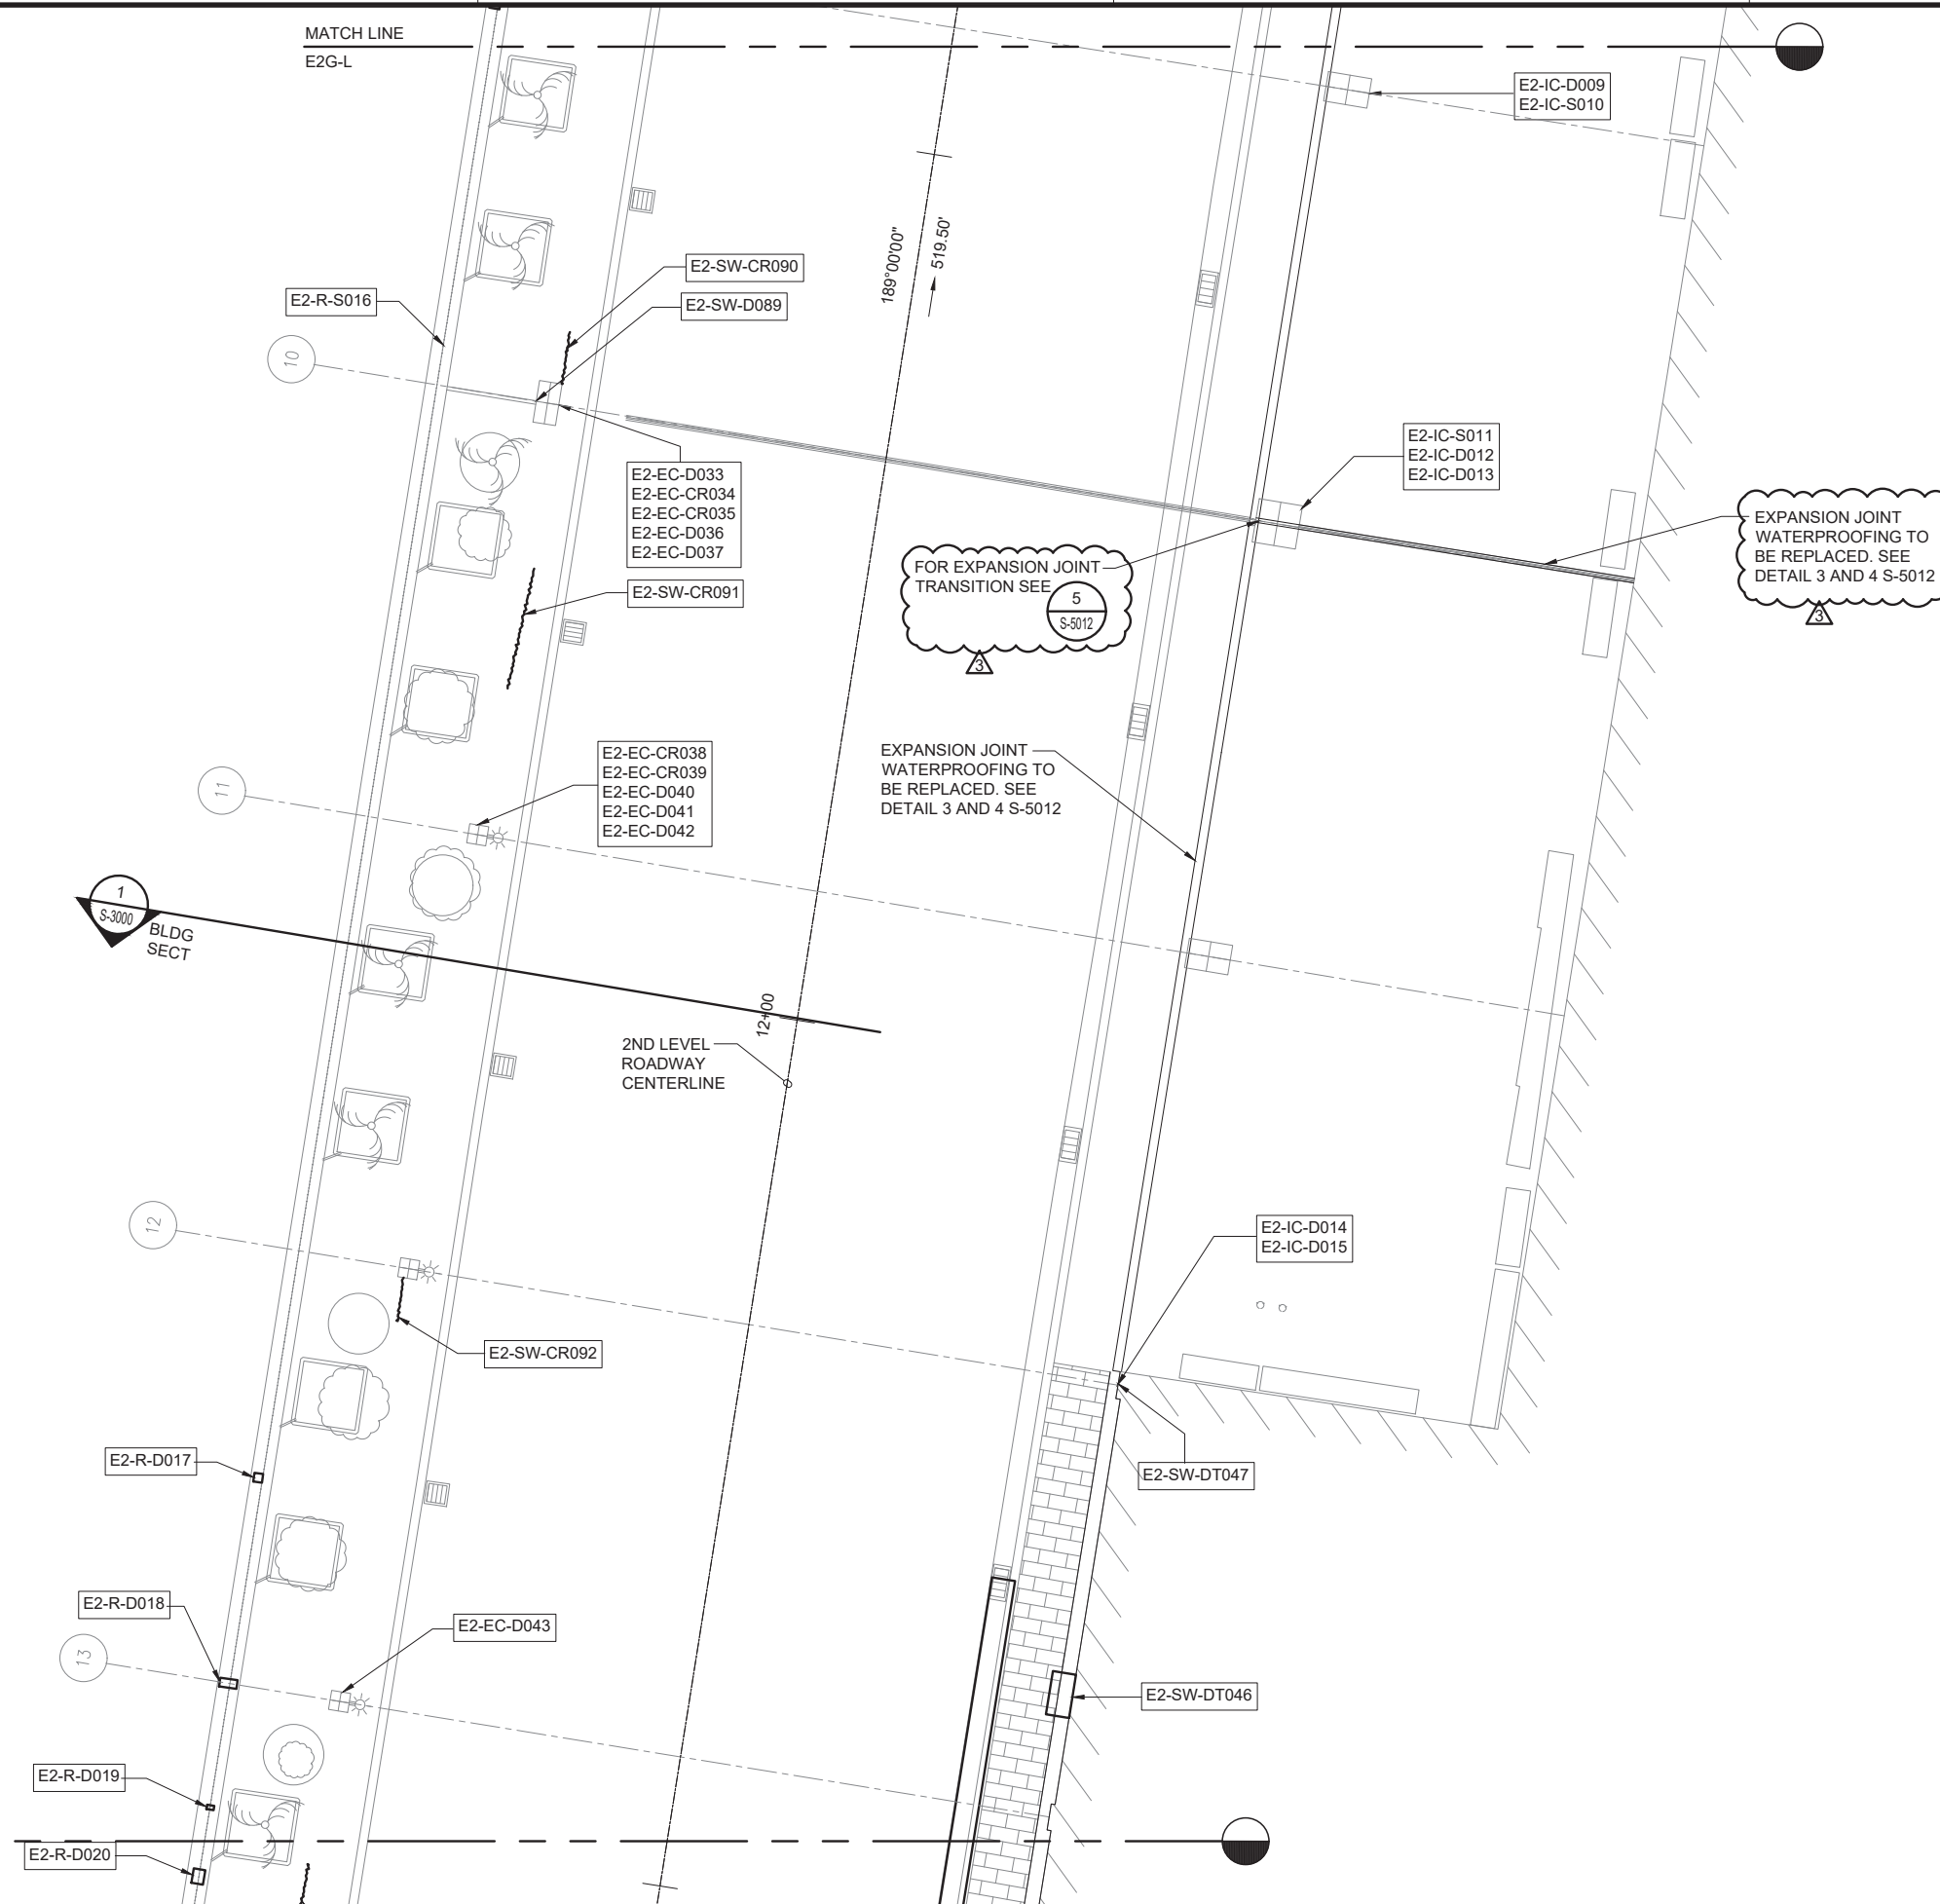 MATCH LINE
E2G-L
E2-IC-D009
E2-IC-S010
189°00'00"
519.50'
E2-SW-CR090
E2-R-S016
E2-SW-D089
10
E2-IC-S011
E2-IC-D012
E2-IC-D013
E2-EC-D033
E2-EC-CR034
E2-EC-CR035
E2-EC-D036
E2-EC-D037
EXPANSION JOINT
WATERPROOFING TO
BE REPLACED. SEE
DETAIL 3 AND 4 S-5012
3
FOR EXPANSION JOINT
TRANSITION SEE
5
S-5012
3
E2-SW-CR091
11
E2-EC-CR038
E2-EC-CR039
E2-EC-D040
E2-EC-D041
E2-EC-D042
EXPANSION JOINT
WATERPROOFING TO
BE REPLACED. SEE
DETAIL 3 AND 4 S-5012
1
S-3000
BLDG
SECT
12+00
2ND LEVEL
ROADWAY
CENTERLINE
12
E2-IC-D014
E2-IC-D015
E2-SW-CR092
E2-R-D017
E2-SW-DT047
E2-R-D018
E2-EC-D043
13
E2-SW-DT046
E2-R-D019
E2-R-D020